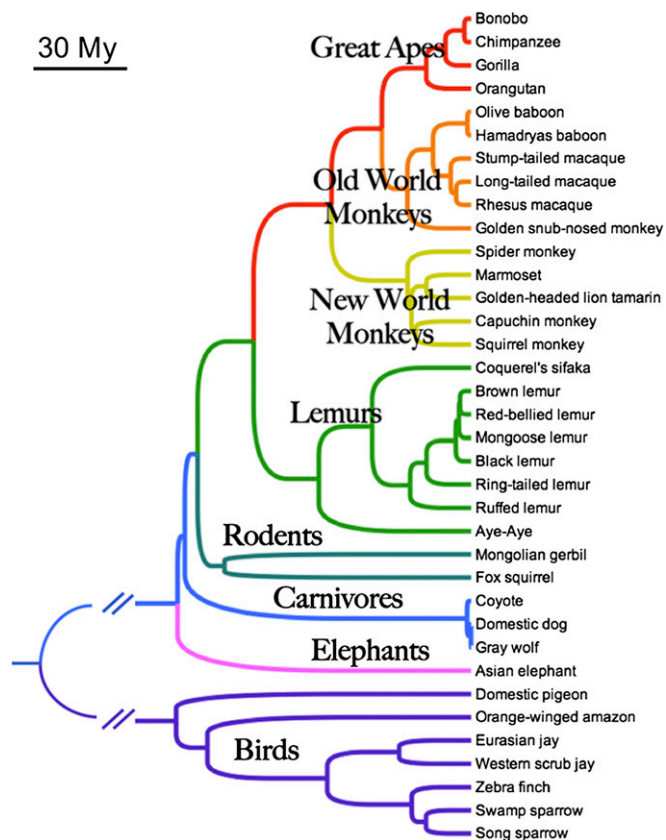 30 My
Great Apes
Bonobo
Chimpanzee
Gorilla
Orangutan
Old World
Monkeys
Olive baboon
Hamadryas baboon
Stump-tailed macaque
Long-tailed macaque
Rhesus macaque
Golden snub-nosed monkey
New World
Monkeys
Spider monkey
Marmoset
Golden-headed lion tamarin
Capuchin monkey
Squirrel monkey
Lemurs
Coquerel's sifaka
Brown lemur
Red-bellied lemur
Mongoose lemur
Black lemur
Ring-tailed lemur
Ruffed lemur
Aye-Aye
Rodents
Mongolian gerbil
Fox squirrel
Carnivores
Coyote
Domestic dog
Gray wolf
Elephants
Asian elephant
Birds
Domestic pigeon
Orange-winged amazon
Eurasian jay
Western scrub jay
Zebra finch
Swamp sparrow
Song sparrow